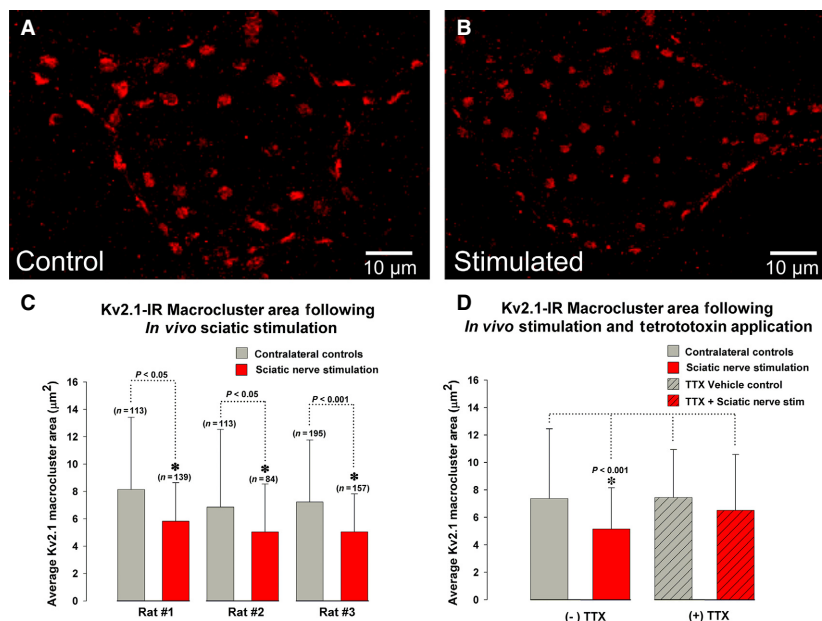 A
Control
10 µm
B
Stimulated
10 µm
C
Kv2.1-IR Macrocluster area following
In vivo sciatic stimulation
Contralateral controls
Sciatic nerve stimulation
Average Kv2.1 macrocluster area (µm²)
16
14
12
10
8
6
4
2
0
P < 0.05
(n = 113)
*
(n = 139)
P < 0.05
(n = 113)
*
(n = 84)
P < 0.001
(n = 195)
*
(n = 157)
Rat #1
Rat #2
Rat #3
D
Kv2.1-IR Macrocluster area following
In vivo stimulation and tetrototoxin application
Contralateral controls
Sciatic nerve stimulation
TTX Vehicle control
TTX + Sciatic nerve stim
Average Kv2.1 macrocluster area (µm²)
16
14
12
10
8
6
4
2
0
P < 0.001
*
(-) TTX
(+) TTX